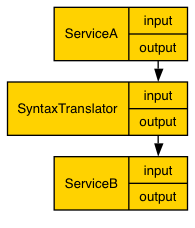 ServiceA
input
output
SyntaxTranslator
input
output
ServiceB
input
output